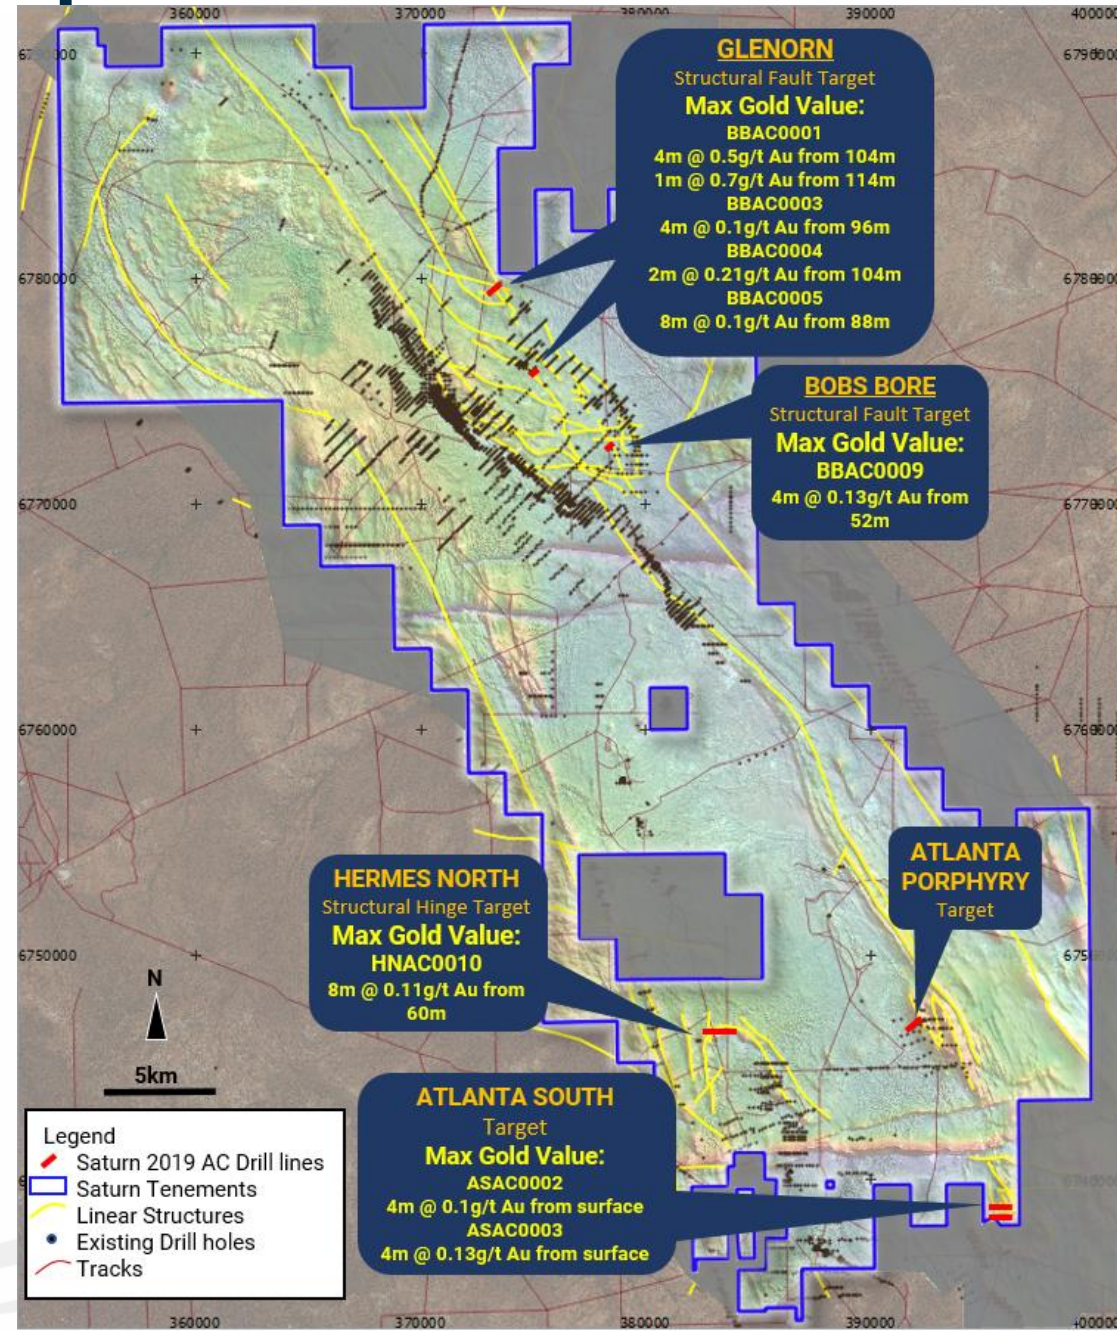 360000
370000
380000
390000
6780000
6770000
6760000
6750000
6780000
360000
370000
380000
390000
GLENORN
Structural Fault Target
Max Gold Value:
BBAC0001
4m @ 0.5g/t Au from 104m
1m @ 0.7g/t Au from 114m
BBAC0003
4m @ 0.1g/t Au from 96m
BBAC0004
2m @ 0.21g/t Au from 104m
BBAC0005
8m @ 0.1g/t Au from 88m
BOBS BORE
Structural Fault Target
Max Gold Value:
BBAC0009
4m @ 0.13g/t Au from
52m
HERMES NORTH
Structural Hinge Target
Max Gold Value:
HNAC0010
8m @ 0.11g/t Au from
60m
ATLANTA
PORPHYRY
Target
ATLANTA SOUTH
Target
Max Gold Value:
ASAC0002
4m @ 0.1g/t Au from surface
ASAC0003
4m @ 0.13g/t Au from surface
N
5km
Legend
Saturn 2019 AC Drill lines
Saturn Tenements
Linear Structures
Existing Drill holes
Tracks